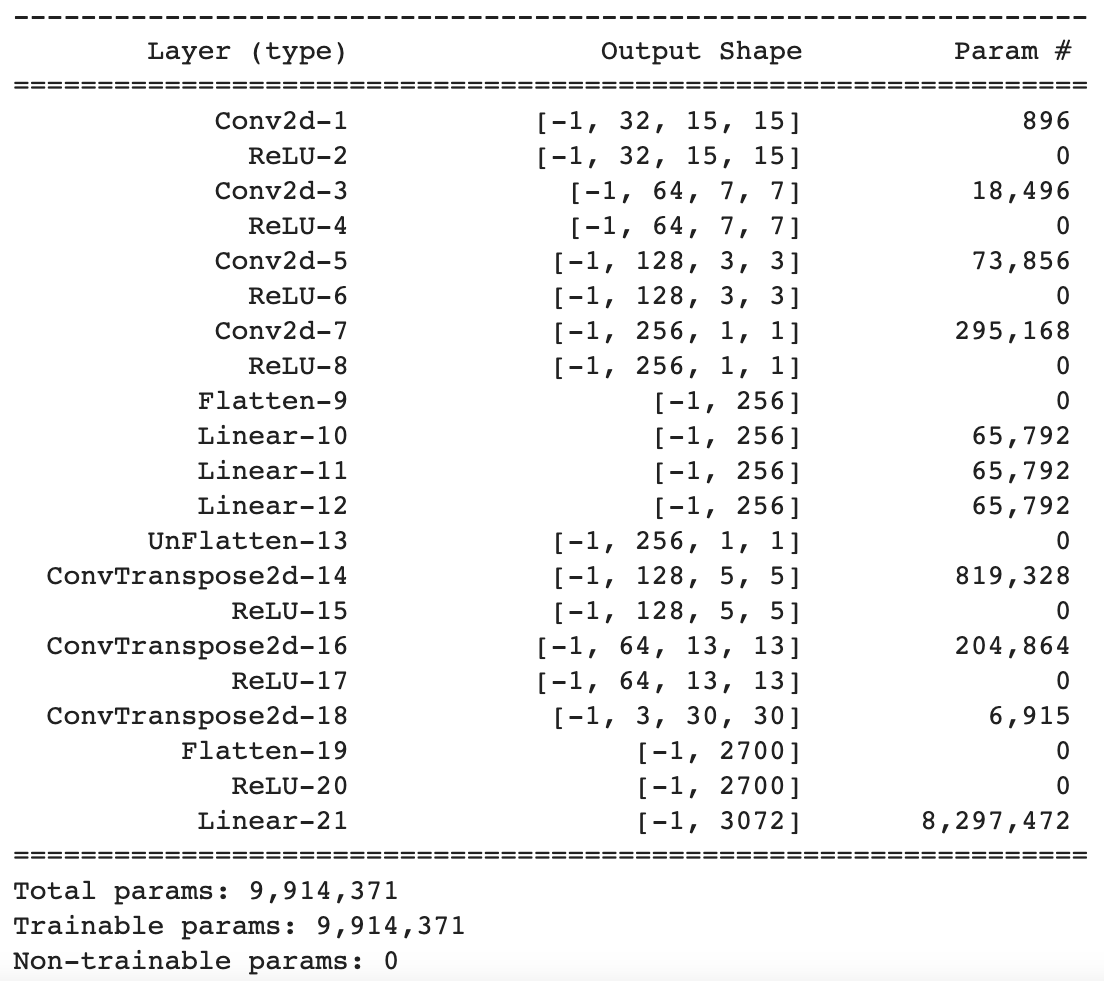 ----------------------------------------------------------------
Layer (type) Output Shape Param #
================================================================
Conv2d-1 [-1, 32, 15, 15] 896
ReLU-2 [-1, 32, 15, 15] 0
Conv2d-3 [-1, 64, 7, 7] 18,496
ReLU-4 [-1, 64, 7, 7] 0
Conv2d-5 [-1, 128, 3, 3] 73,856
ReLU-6 [-1, 128, 3, 3] 0
Conv2d-7 [-1, 256, 1, 1] 295,168
ReLU-8 [-1, 256, 1, 1] 0
Flatten-9 [-1, 256] 0
Linear-10 [-1, 256] 65,792
Linear-11 [-1, 256] 65,792
Linear-12 [-1, 256] 65,792
UnFlatten-13 [-1, 256, 1, 1] 0
ConvTranspose2d-14 [-1, 128, 5, 5] 819,328
ReLU-15 [-1, 128, 5, 5] 0
ConvTranspose2d-16 [-1, 64, 13, 13] 204,864
ReLU-17 [-1, 64, 13, 13] 0
ConvTranspose2d-18 [-1, 3, 30, 30] 6,915
Flatten-19 [-1, 2700] 0
ReLU-20 [-1, 2700] 0
Linear-21 [-1, 3072] 8,297,472
================================================================
Total params: 9,914,371
Trainable params: 9,914,371
Non-trainable params: 0